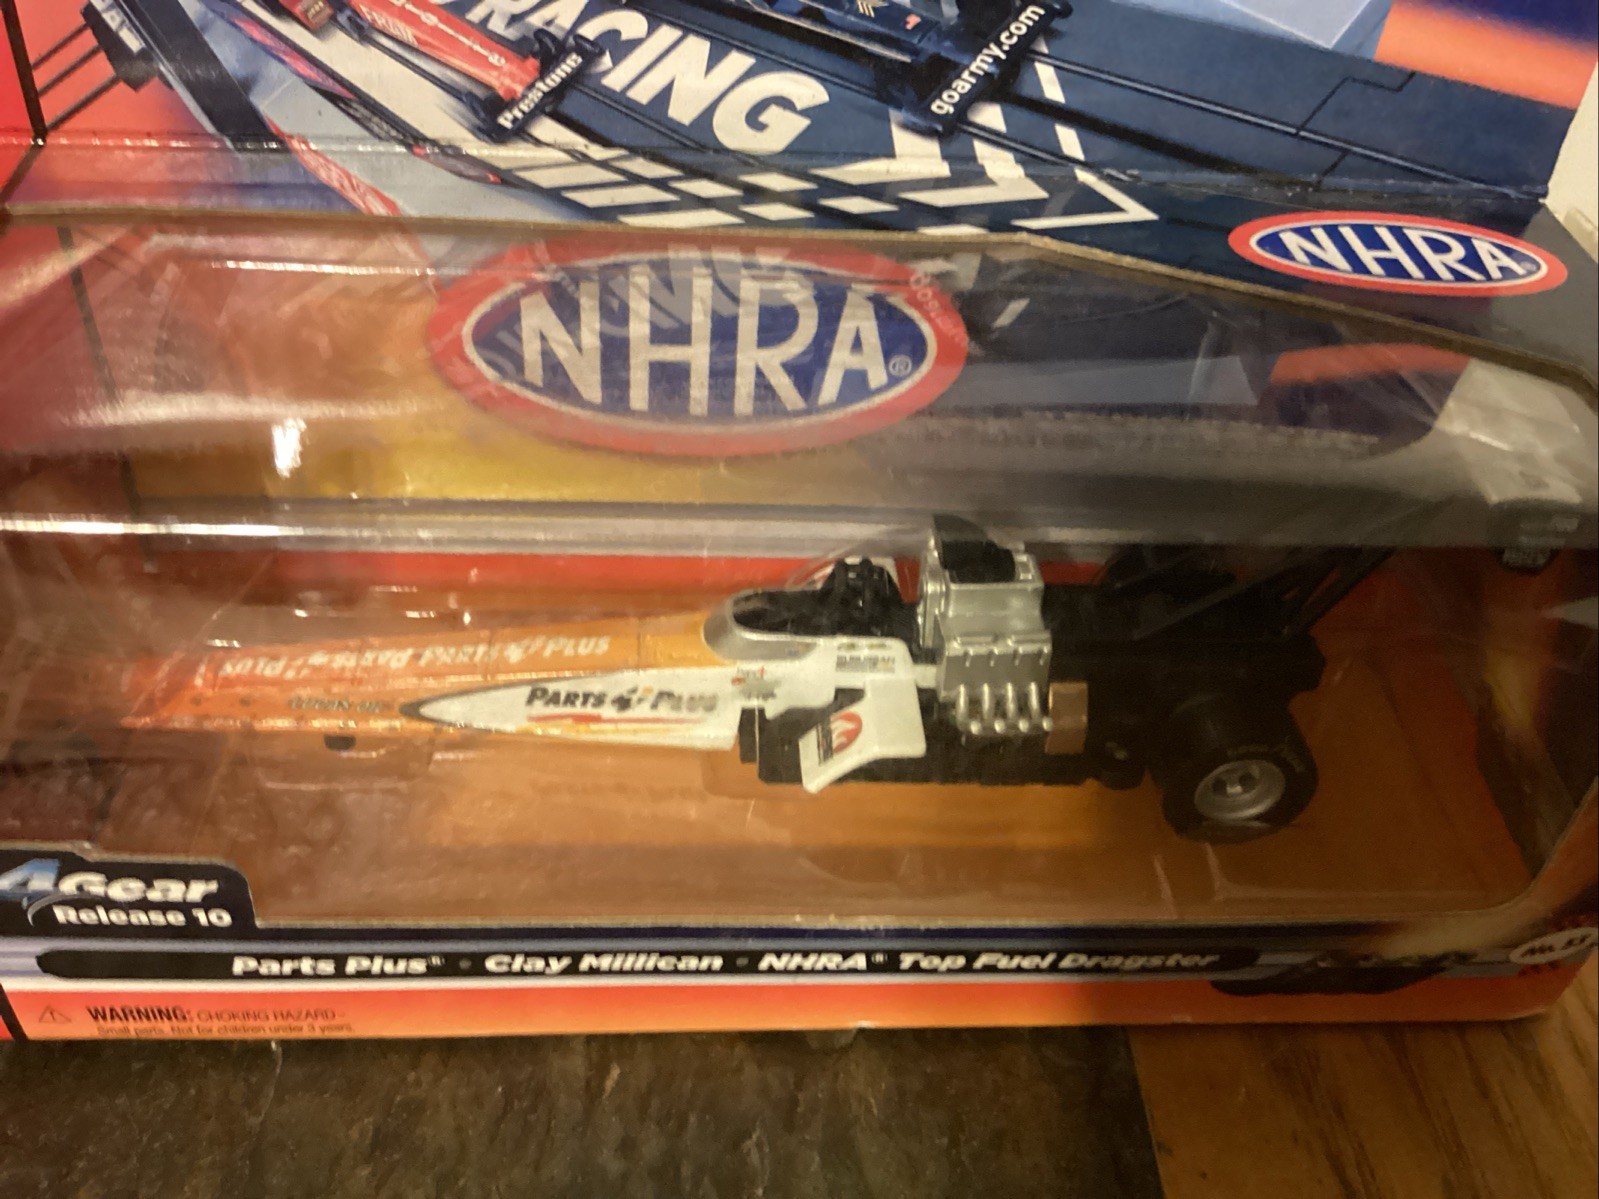 RACING
FRAM
Prestone
goarmy.com
NHRA
NHRA®
PARTS PLUS
PARTS PLUS
4Gear
Release 10
Parts Plus® • Clay Millican • NHRA® Top Fuel Dragster
WARNING: CHOKING HAZARD -
Small parts. Not for children under 3 years.